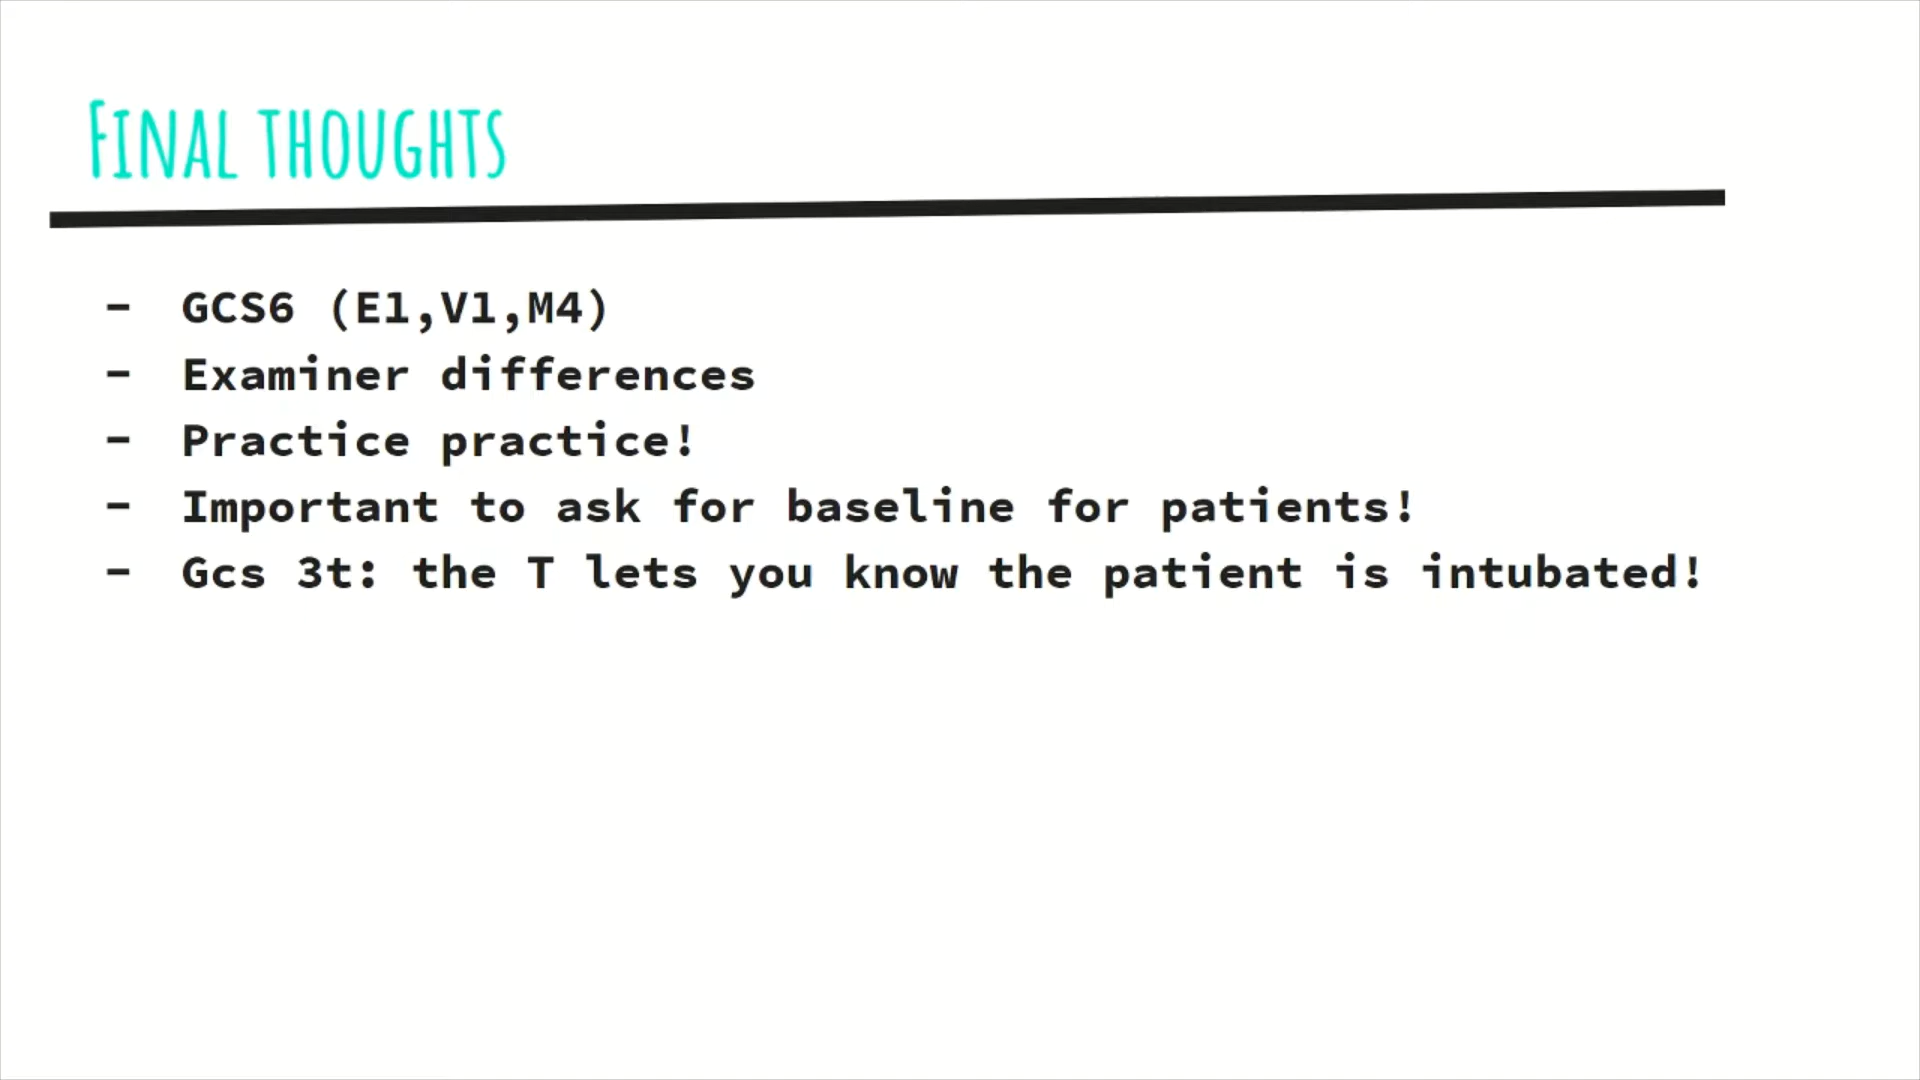 Final thoughts
- GCS6 (E1,V1,M4)
- Examiner differences
- Practice practice!
- Important to ask for baseline for patients!
- Gcs 3t: the T lets you know the patient is intubated!